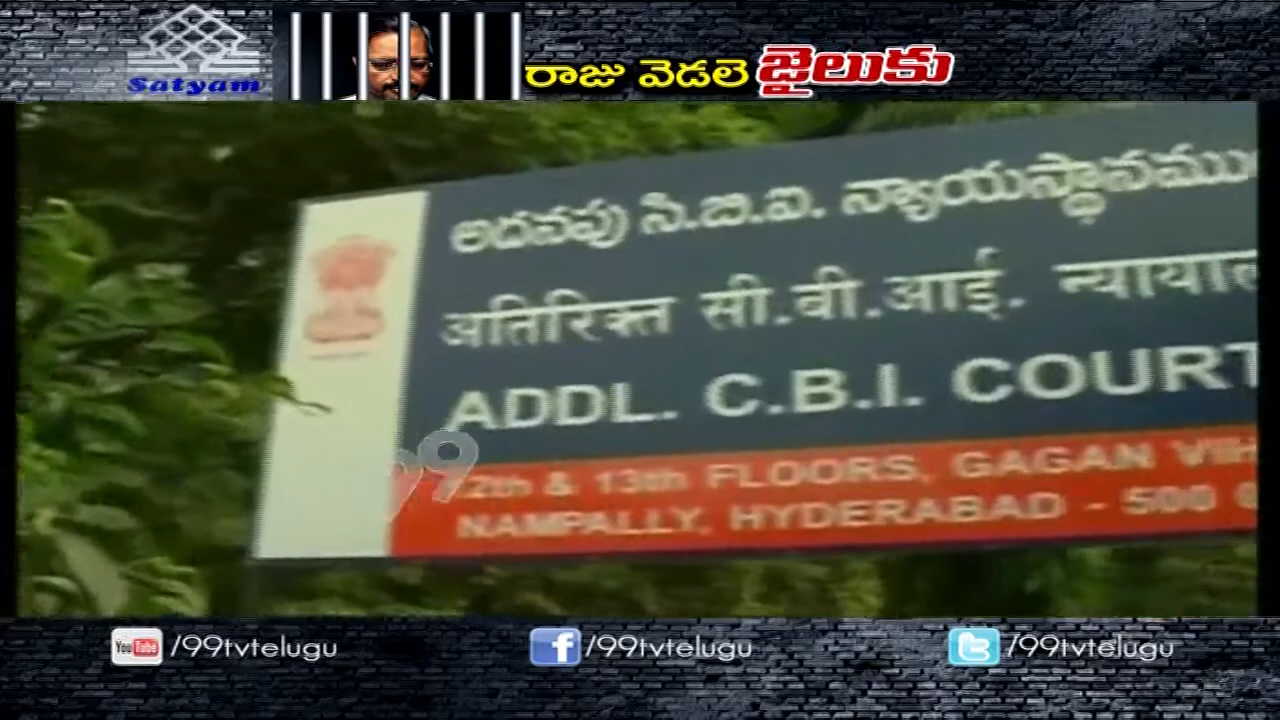 Satyam
రాజు వెడలె జైలుకు
అదనపు సి.బి.ఐ. న్యాయస్థానము
अतिरिक्त सी.बी.आई.
ADDL. C.B.I. COURT
& 13th FLOORS, GAGAN
NAMPALLY, HYDERABAD - 500
99
YouTube /99tvtelugu
f /99tvtelugu
t /99tvtelugu